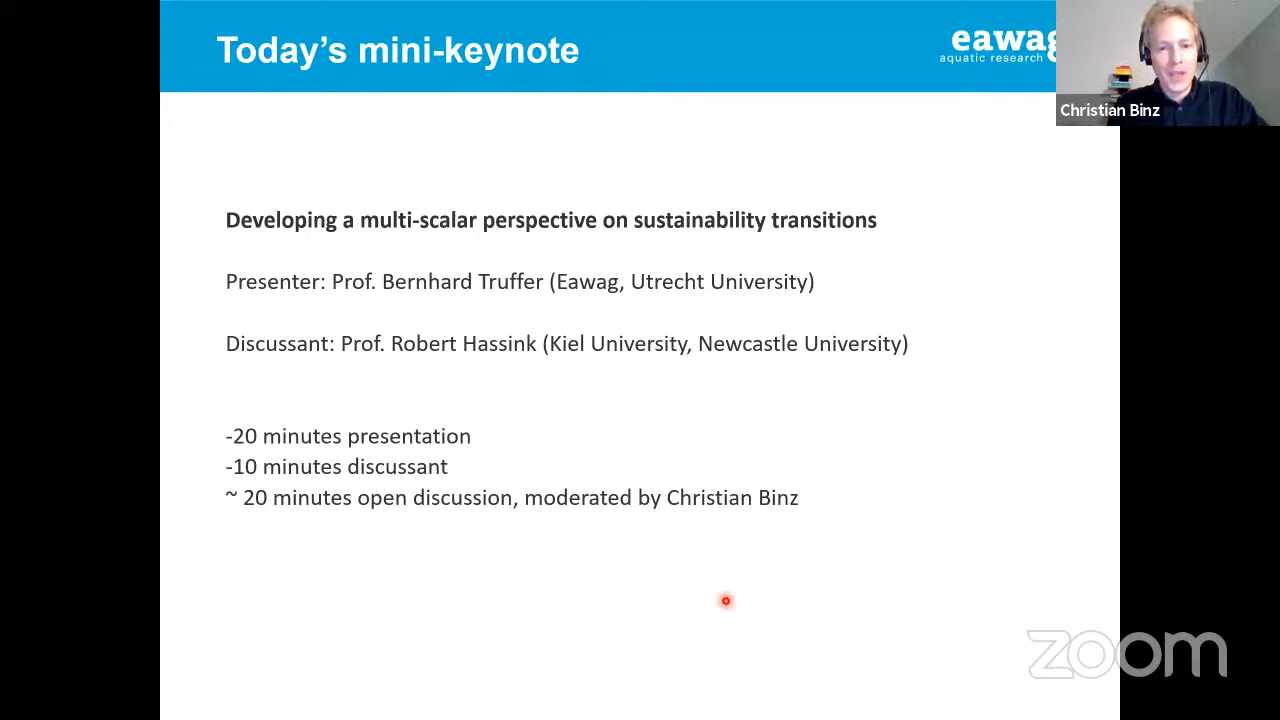 Today's mini-keynote
eawag
aquatic research
Christian Binz
Developing a multi-scalar perspective on sustainability transitions
Presenter: Prof. Bernhard Truffer (Eawag, Utrecht University)
Discussant: Prof. Robert Hassink (Kiel University, Newcastle University)
-20 minutes presentation
-10 minutes discussant
~ 20 minutes open discussion, moderated by Christian Binz
zoom